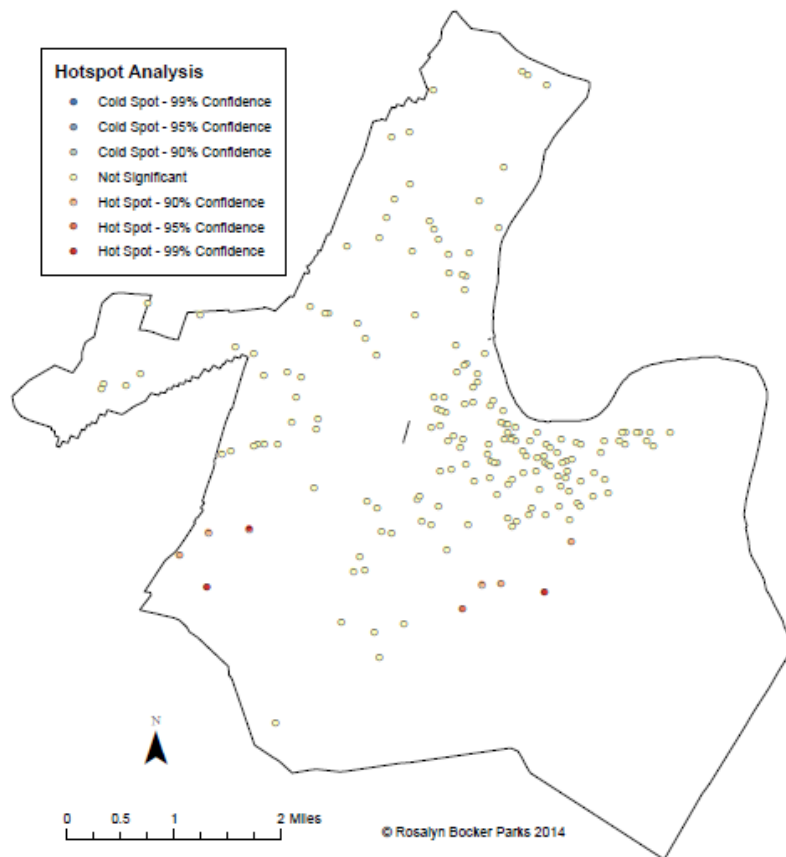 Hotspot Analysis
Cold Spot - 99% Confidence
Cold Spot - 95% Confidence
Cold Spot - 90% Confidence
Not Significant
Hot Spot - 90% Confidence
Hot Spot - 95% Confidence
Hot Spot - 99% Confidence
N
0 0.5 1 2 Miles
© Rosalyn Bocker Parks 2014